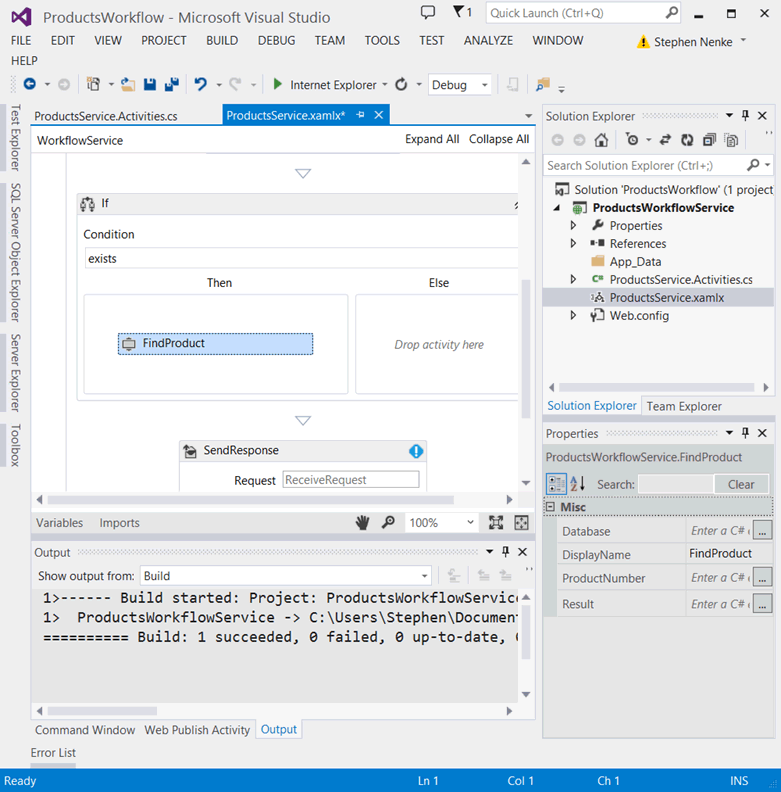 ProductsWorkflow - Microsoft Visual Studio
1
Quick Launch (Ctrl+Q)
FILE EDIT VIEW PROJECT BUILD DEBUG TEAM TOOLS TEST ANALYZE WINDOW
Stephen Nenke
HELP
Internet Explorer
Debug
Test Explorer
SQL Server Object Explorer
Server Explorer
Toolbox
ProductsService.Activities.cs
ProductsService.xamlx*
WorkflowService
Expand All Collapse All
If
Condition
exists
Then
Else
FindProduct
Drop activity here
SendResponse
Request
ReceiveRequest
Variables Imports
100%
Output
Show output from: Build
1>------ Build started: Project: ProductsWorkflowService
1> ProductsWorkflowService -> C:\Users\Stephen\Document
========== Build: 1 succeeded, 0 failed, 0 up-to-date,
Command Window Web Publish Activity Output
Error List
Solution Explorer
Search Solution Explorer (Ctrl+;)
Solution 'ProductsWorkflow' (1 project
ProductsWorkflowService
Properties
References
App_Data
C# ProductsService.Activities.cs
ProductsService.xamlx
Web.config
Solution Explorer Team Explorer
Properties
ProductsWorkflowService.FindProduct
Search:
Clear
Misc
Database Enter a C# ...
DisplayName FindProduct
ProductNumber Enter a C# ...
Result Enter a C# ...
Ready
Ln 1
Col 1
Ch 1
INS